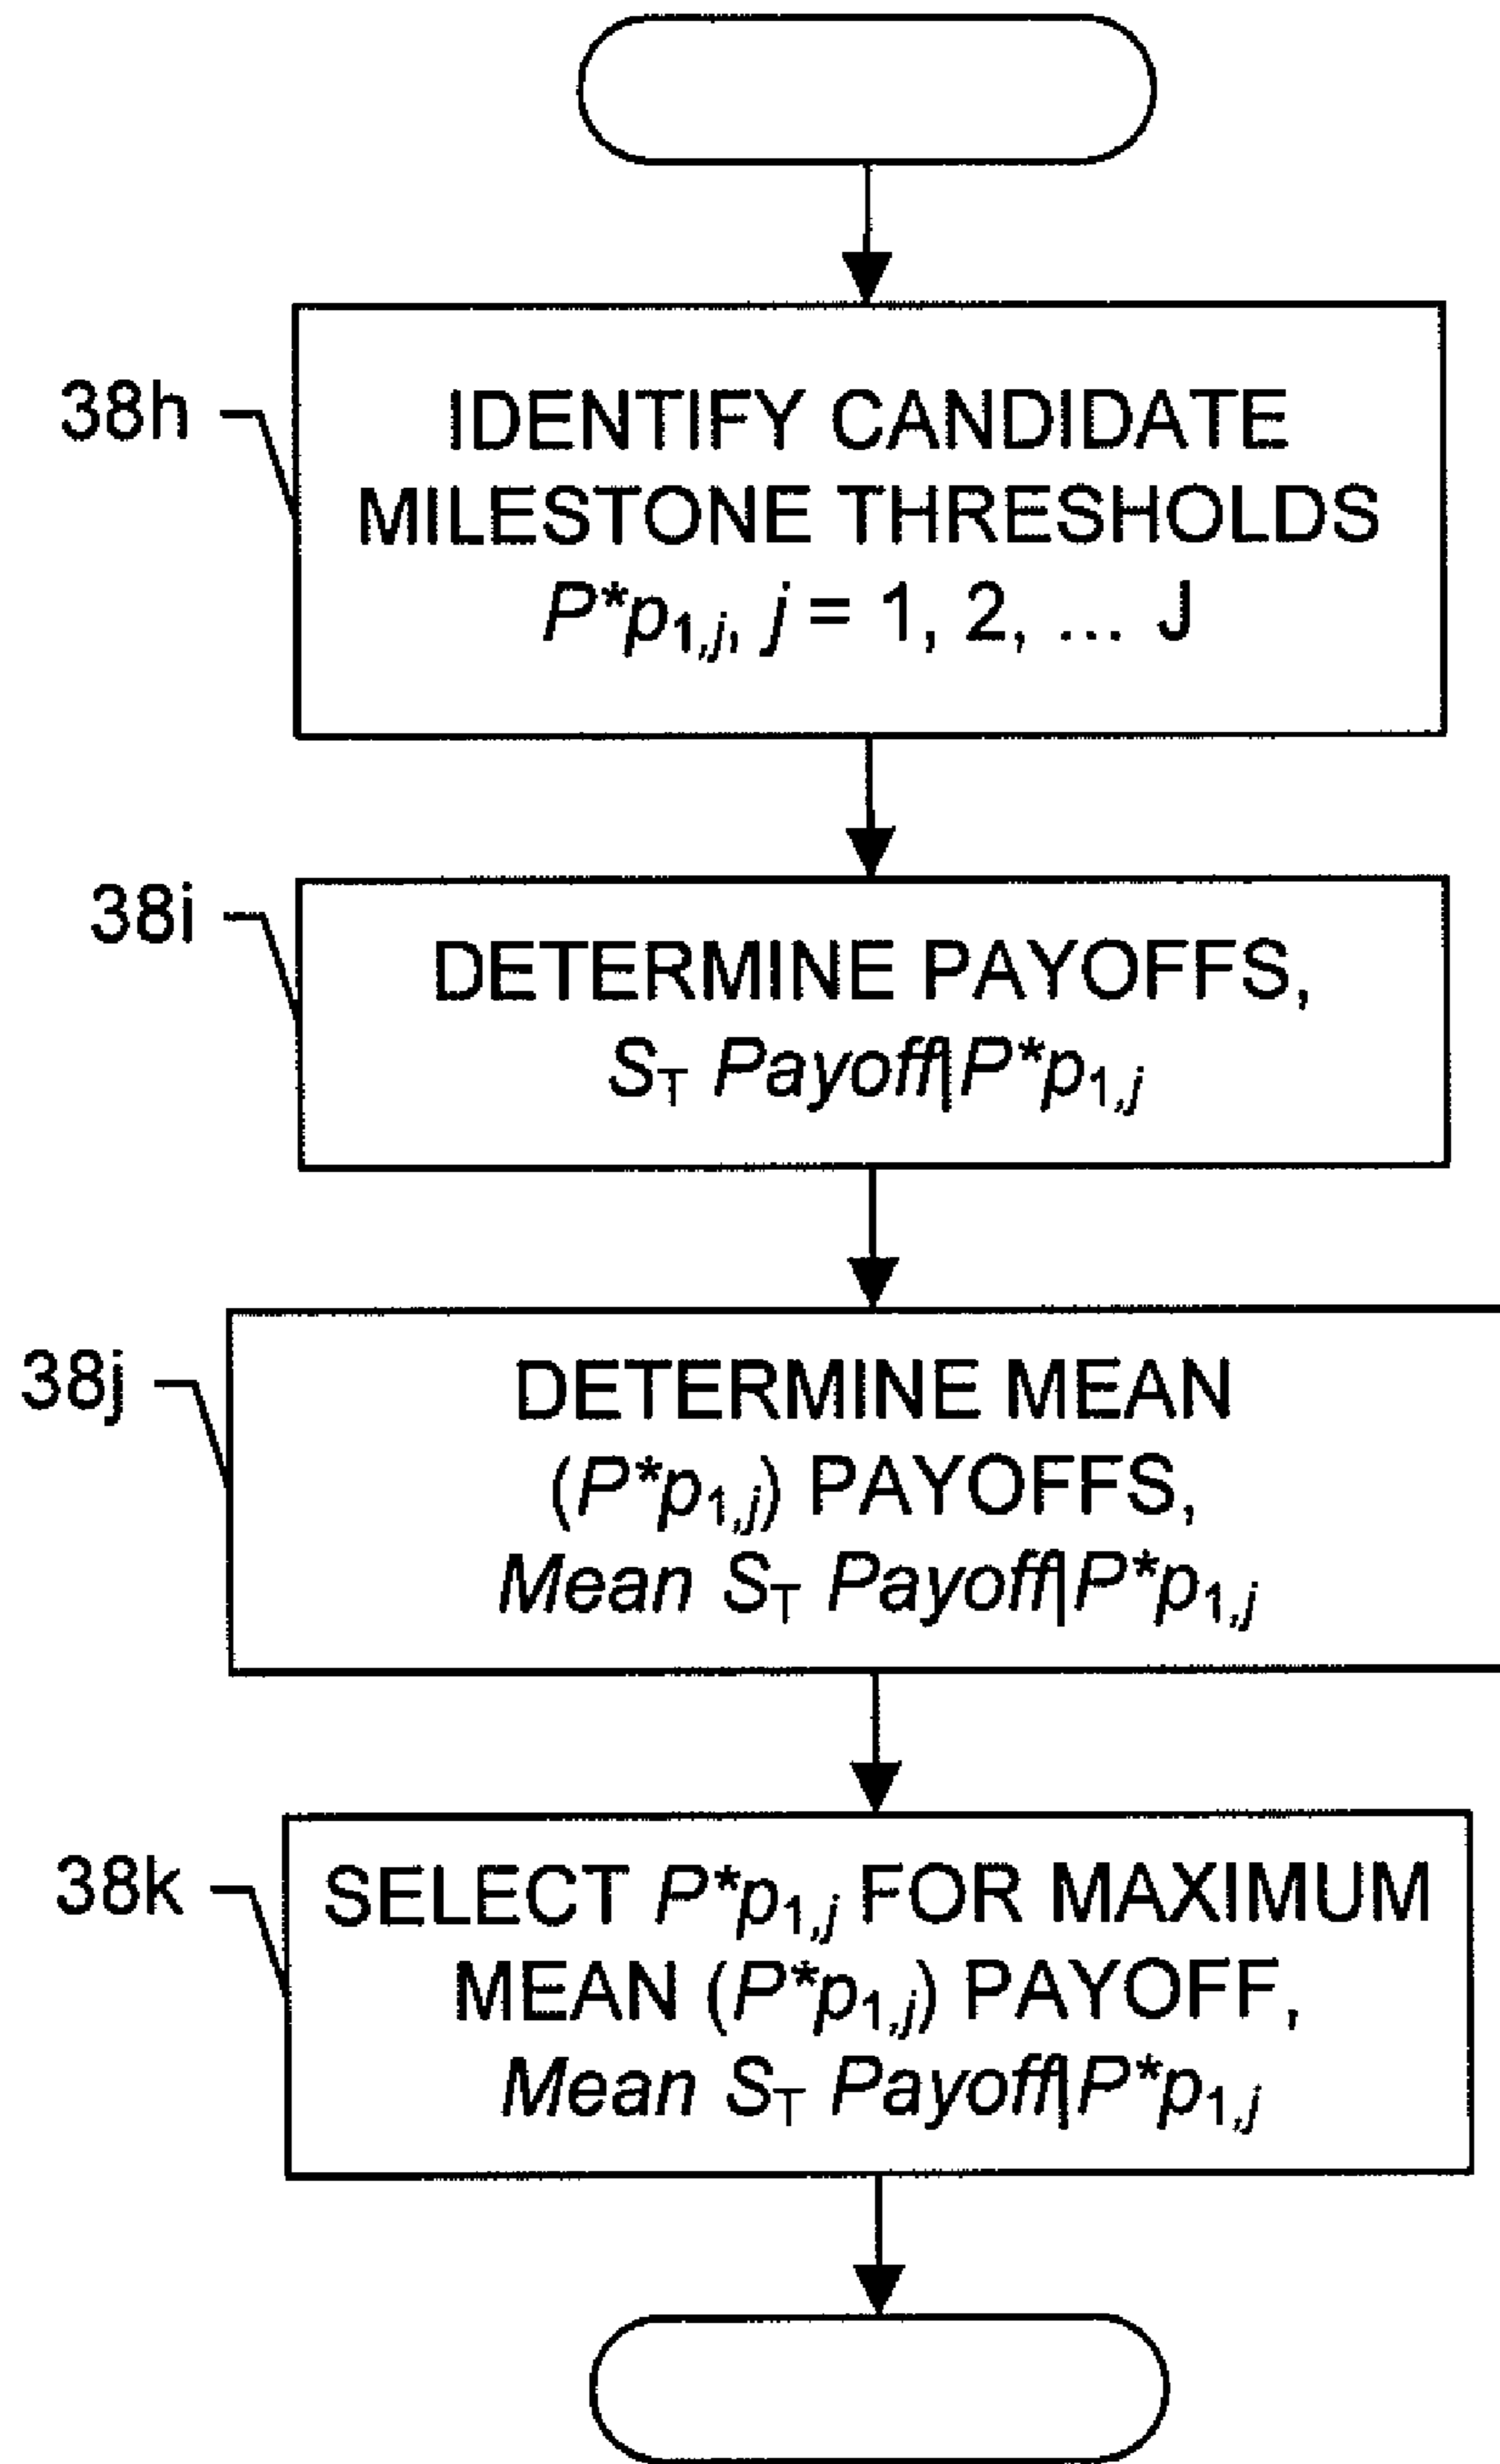 38h
IDENTIFY CANDIDATE
MILESTONE THRESHOLDS
P*p1,j, j = 1, 2, ... J
38i
DETERMINE PAYOFFS,
ST Payoff|P*p1,j
38j
DETERMINE MEAN
(P*p1,j) PAYOFFS,
Mean ST Payoff|P*p1,j
38k
SELECT P*p1,j FOR MAXIMUM
MEAN (P*p1,j) PAYOFF,
Mean ST Payoff|P*p1,j